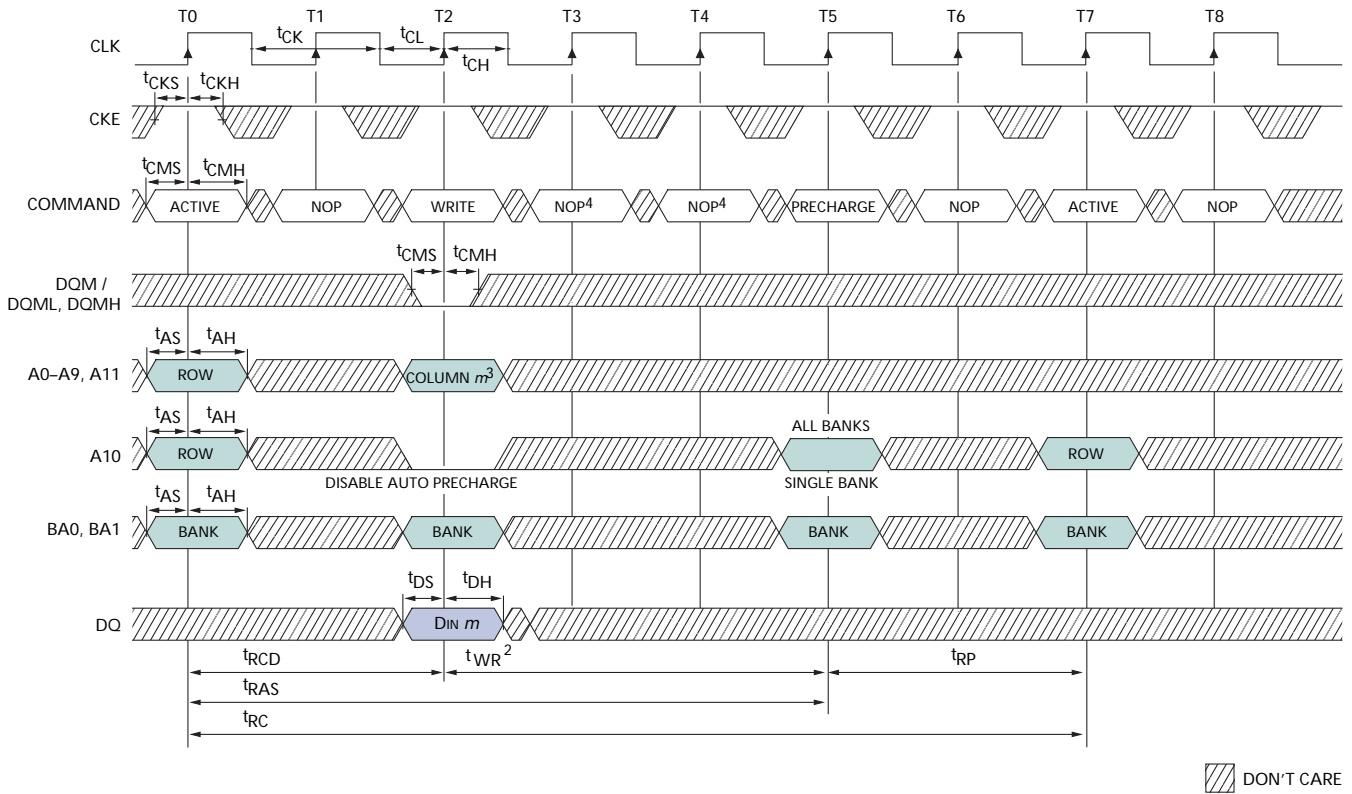 T0 T1 T2 T3 T4 T5 T6 T7 T8
CLK
tCK tCL
tCH
tCKS tCKH
CKE
tCMS tCMH
COMMAND ACTIVE NOP WRITE NOP4 NOP4 PRECHARGE NOP ACTIVE NOP
tCMS tCMH
DQM /
DQML, DQMH
tAS tAH
A0–A9, A11 ROW COLUMN m3
tAS tAH
ALL BANKS
A10 ROW ROW
DISABLE AUTO PRECHARGE SINGLE BANK
tAS tAH
BA0, BA1 BANK BANK BANK BANK
tDS tDH
DQ DIN m
tRCD tWR2 tRP
tRAS
tRC
DON'T CARE